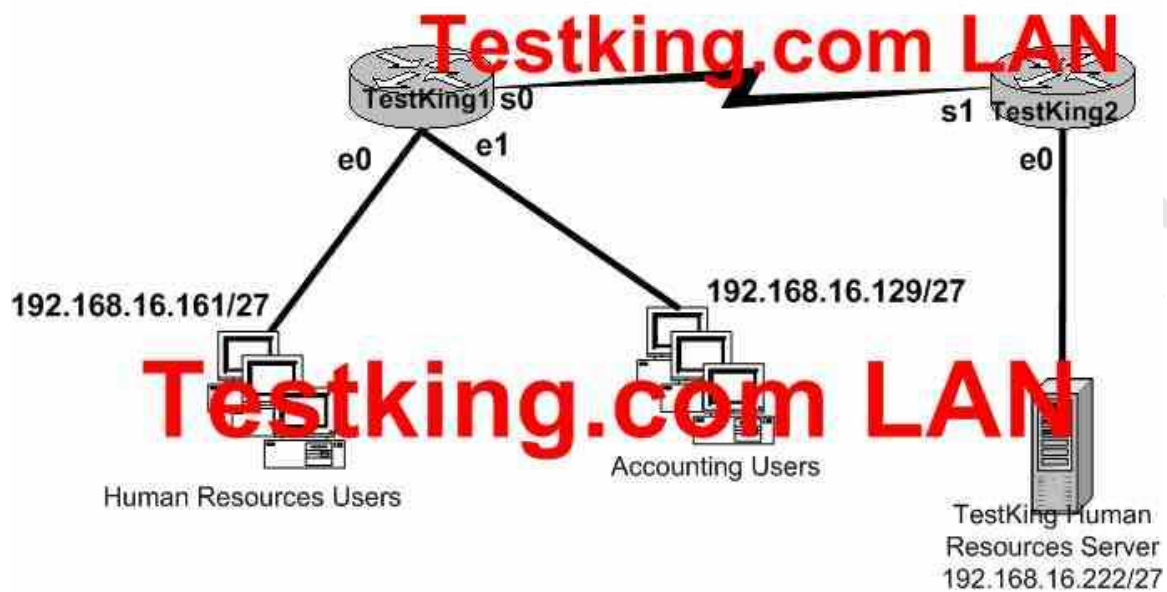 Testking.com LAN
TestKing1 s0
s1 TestKing2
e0
e1
e0
192.168.16.161/27
192.168.16.129/27
Testking.com LAN
Human Resources Users
Accounting Users
TestKing Human
Resources Server
192.168.16.222/27